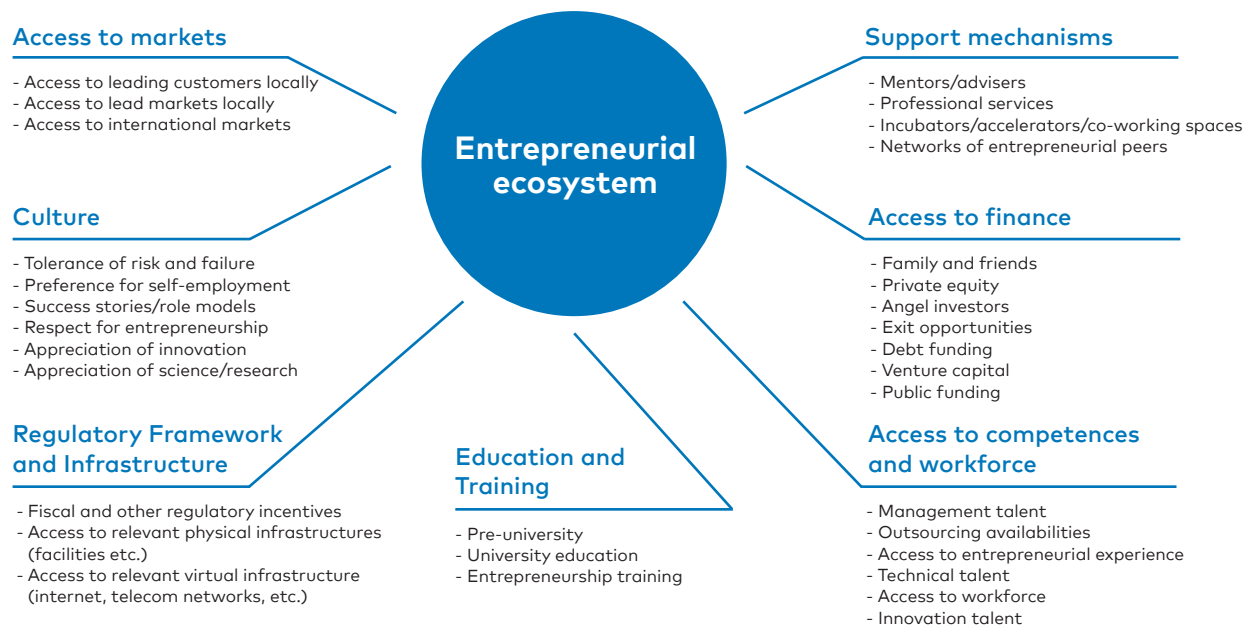 Entrepreneurial
ecosystem
Access to markets
- Access to leading customers locally
- Access to lead markets locally
- Access to international markets
Culture
- Tolerance of risk and failure
- Preference for self-employment
- Success stories/role models
- Respect for entrepreneurship
- Appreciation of innovation
- Appreciation of science/research
Regulatory Framework
and Infrastructure
- Fiscal and other regulatory incentives
- Access to relevant physical infrastructures
(facilities etc.)
- Access to relevant virtual infrastructure
(internet, telecom networks, etc.)
Education and
Training
- Pre-university
- University education
- Entrepreneurship training
Support mechanisms
- Mentors/advisers
- Professional services
- Incubators/accelerators/co-working spaces
- Networks of entrepreneurial peers
Access to finance
- Family and friends
- Private equity
- Angel investors
- Exit opportunities
- Debt funding
- Venture capital
- Public funding
Access to competences
and workforce
- Management talent
- Outsourcing availabilities
- Access to entrepreneurial experience
- Technical talent
- Access to workforce
- Innovation talent